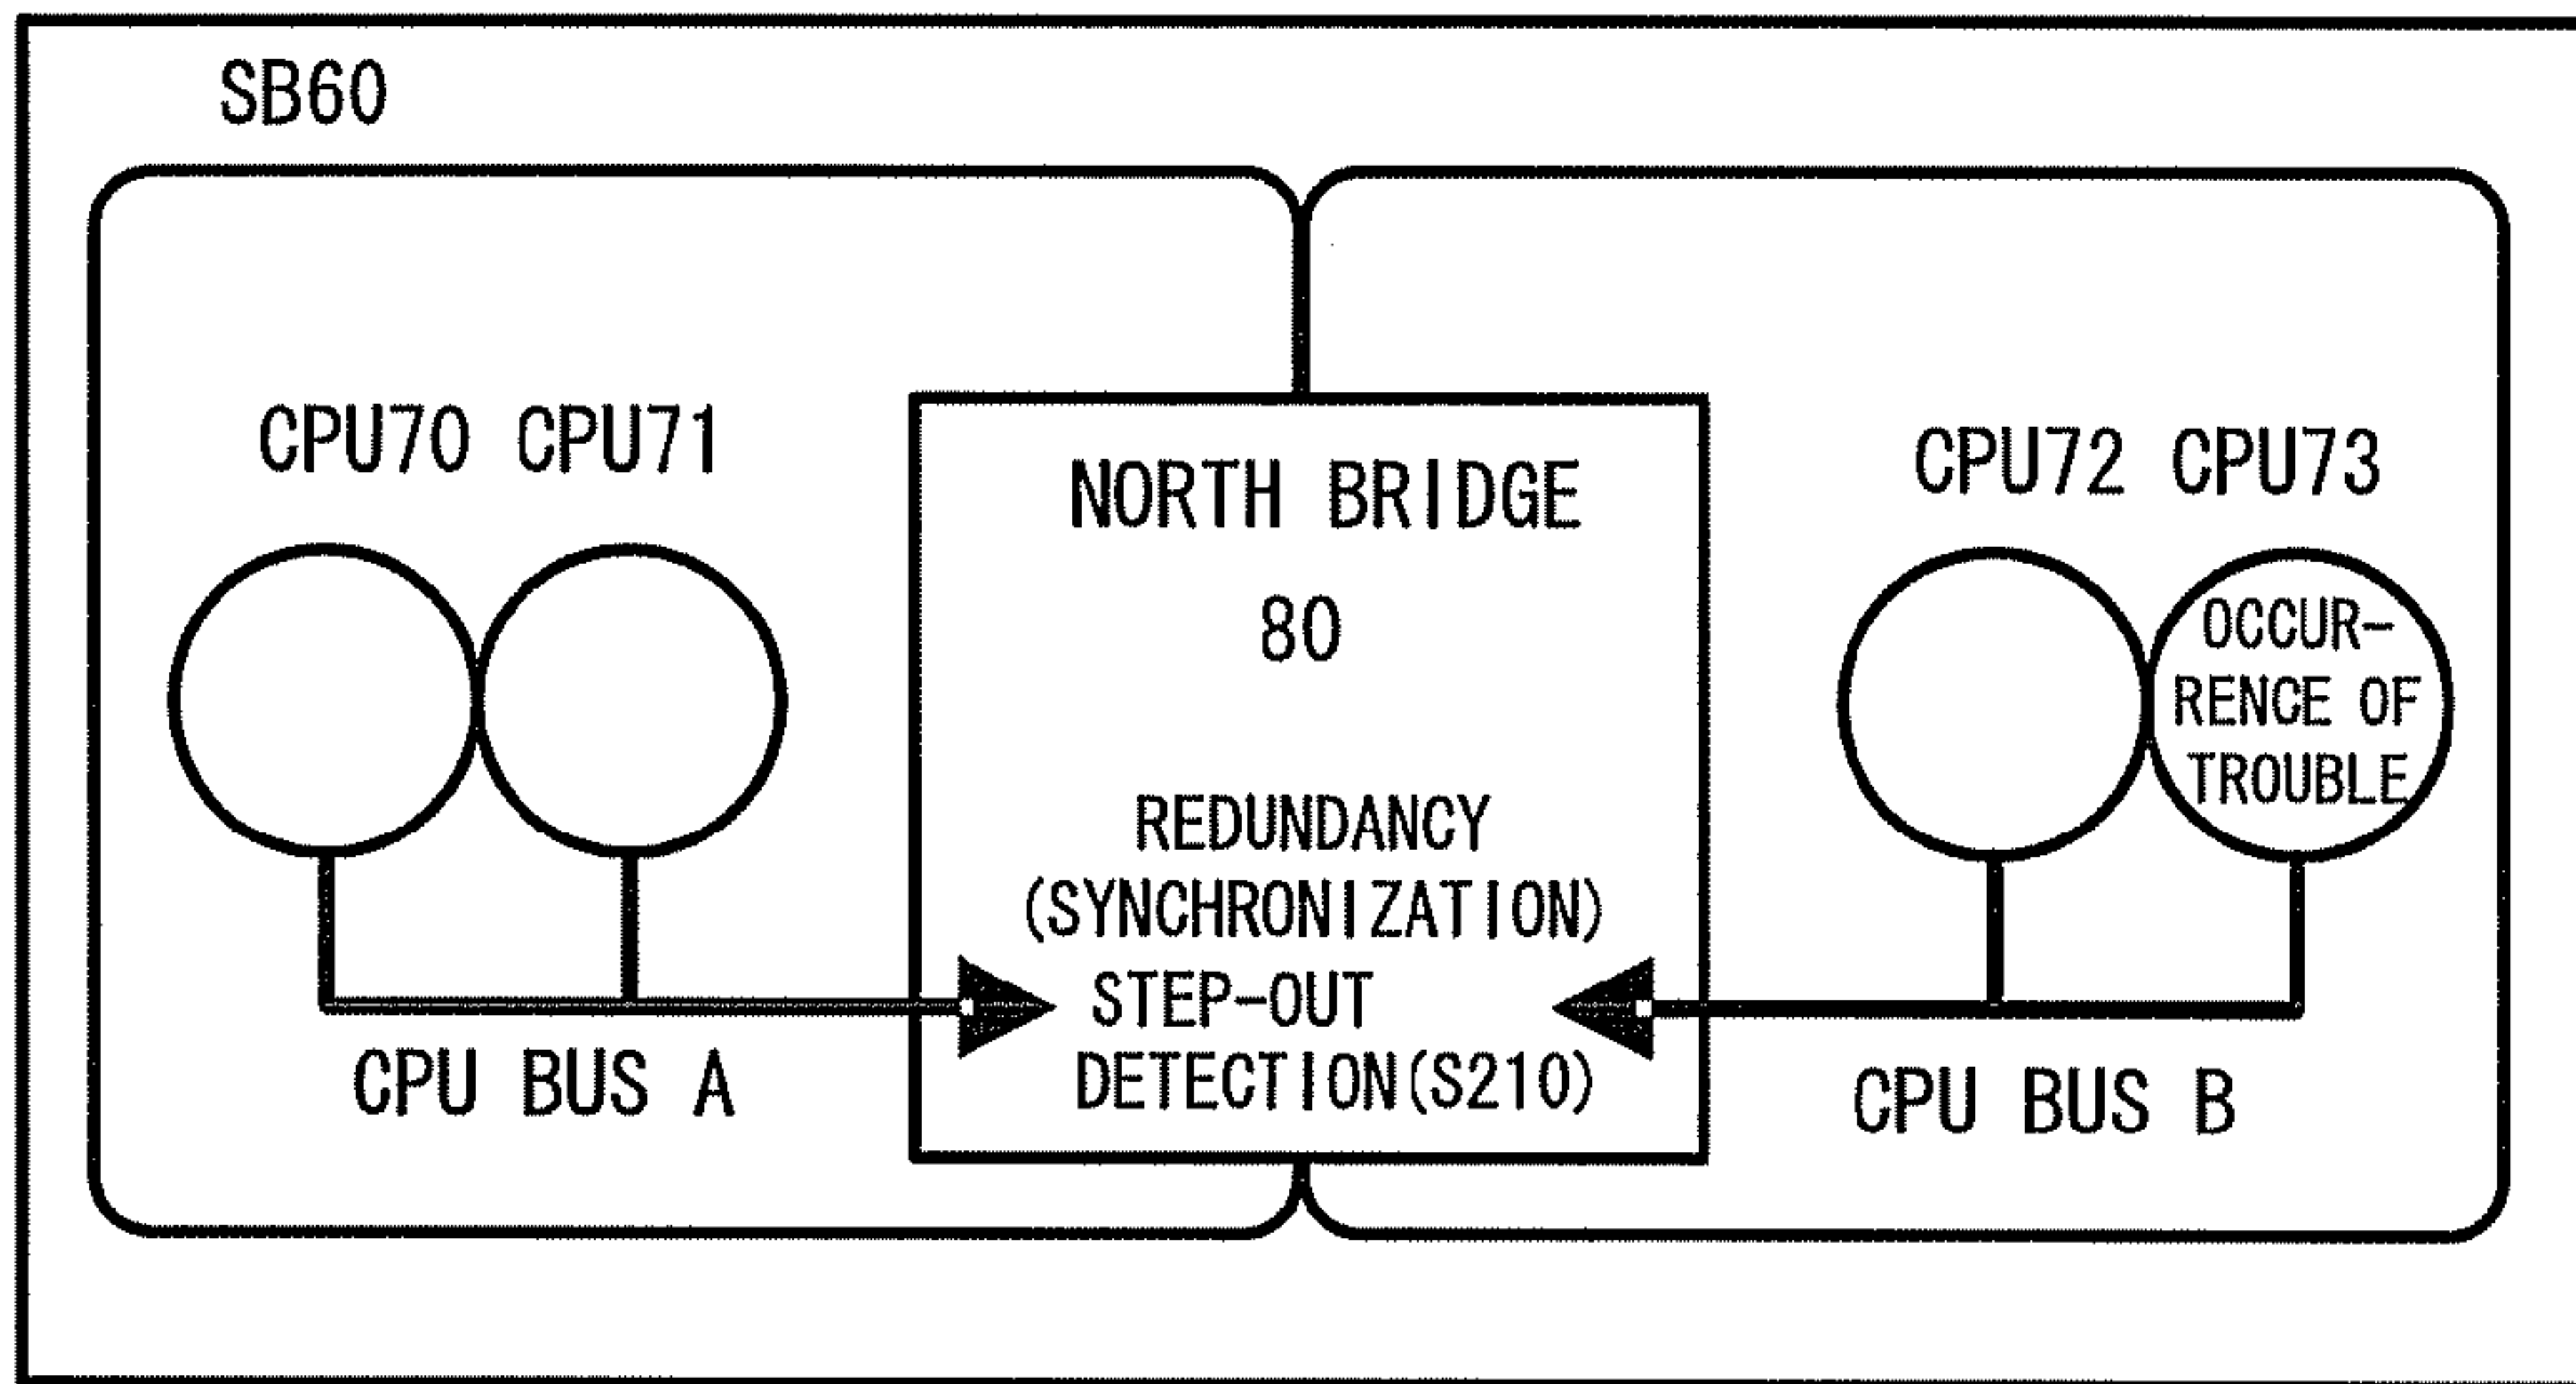 SB60
CPU70 CPU71
CPU BUS A
NORTH BRIDGE
80
REDUNDANCY
(SYNCHRONIZATION)
STEP-OUT
DETECTION(S210)
CPU72 CPU73
OCCUR-
RENCE OF
TROUBLE
CPU BUS B